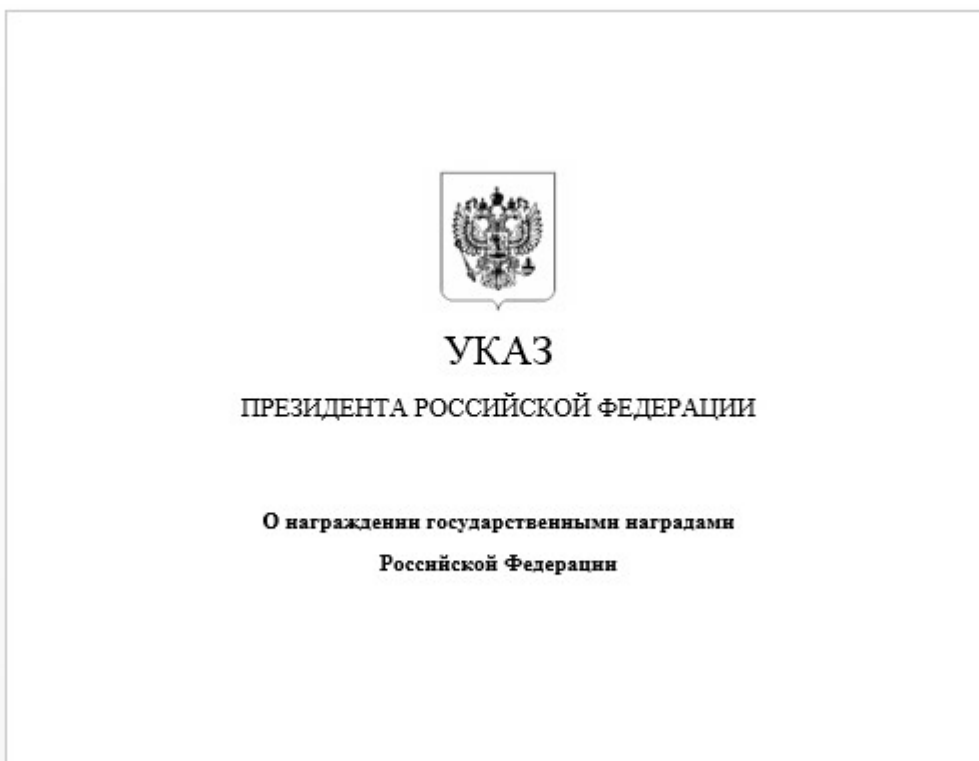 УКАЗ
ПРЕЗИДЕНТА РОССИЙСКОЙ ФЕДЕРАЦИИ
О награждении государственными наградами
Российской Федерации